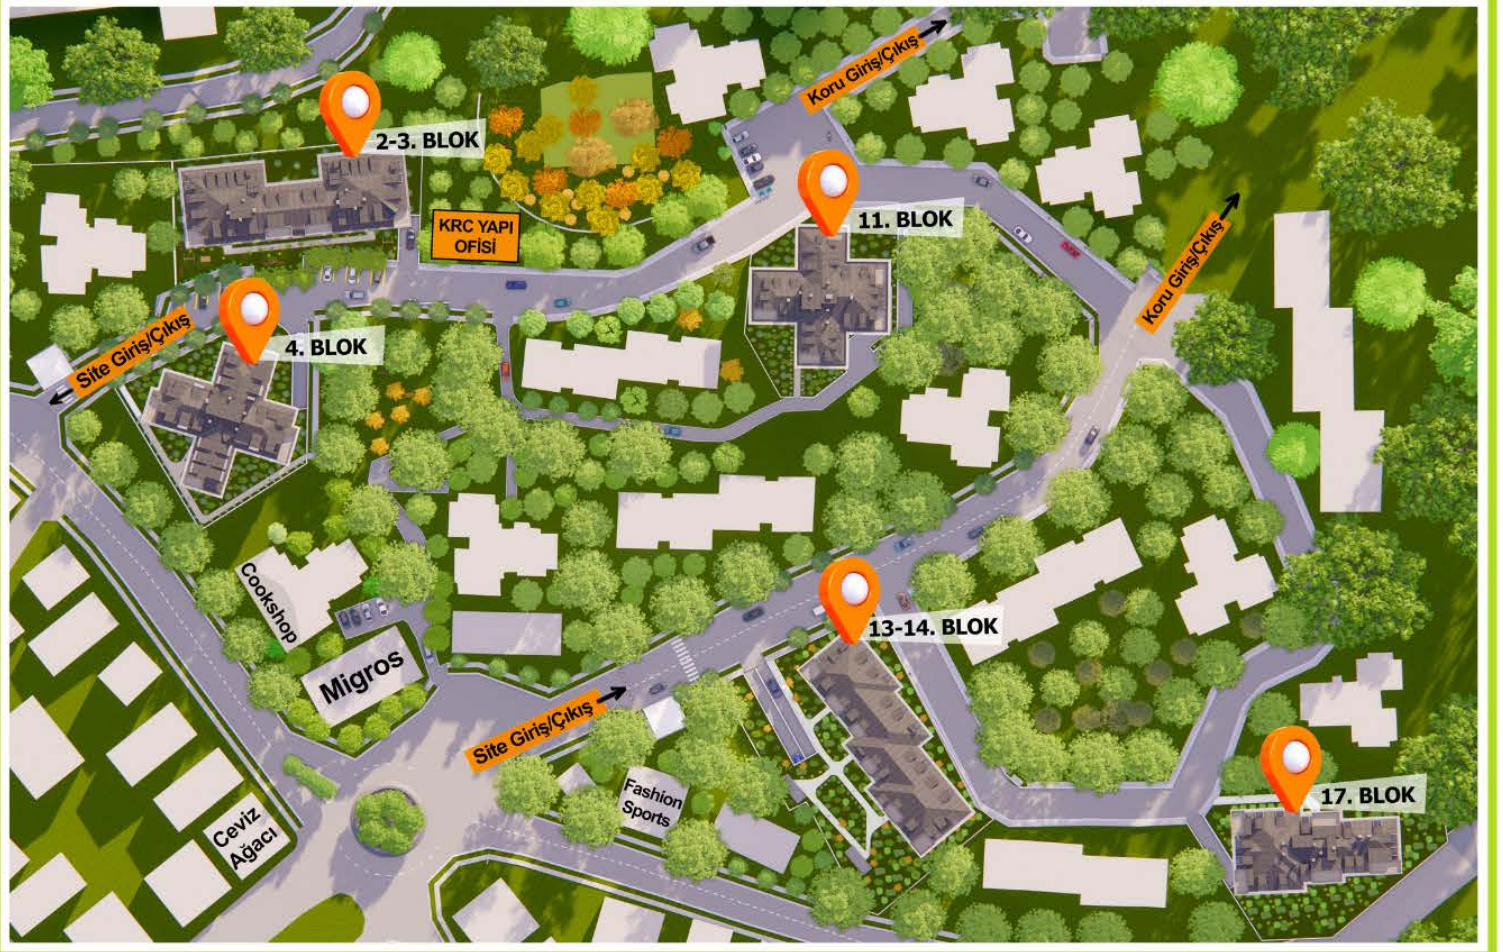 Koru Giriş/Çıkış
2-3. BLOK
11. BLOK
KRC YAPI
OFİSİ
Koru Giriş/Çıkış
Site Giriş/Çıkış
4. BLOK
Cookshop
13-14. BLOK
Migros
Site Giriş/Çıkış
Fashion
Sports
17. BLOK
Ceviz
Ağacı